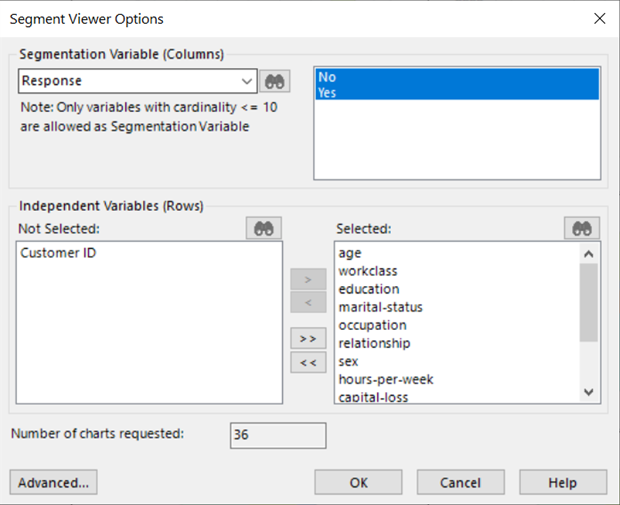 Segment Viewer Options
Segmentation Variable (Columns)
Response
Note: Only variables with cardinality <= 10
are allowed as Segmentation Variable
No
Yes
Independent Variables (Rows)
Not Selected:
Customer ID
>
<
>>
<<
Selected:
age
workclass
education
marital-status
occupation
relationship
sex
hours-per-week
capital-loss
Number of charts requested:
36
Advanced...
OK
Cancel
Help